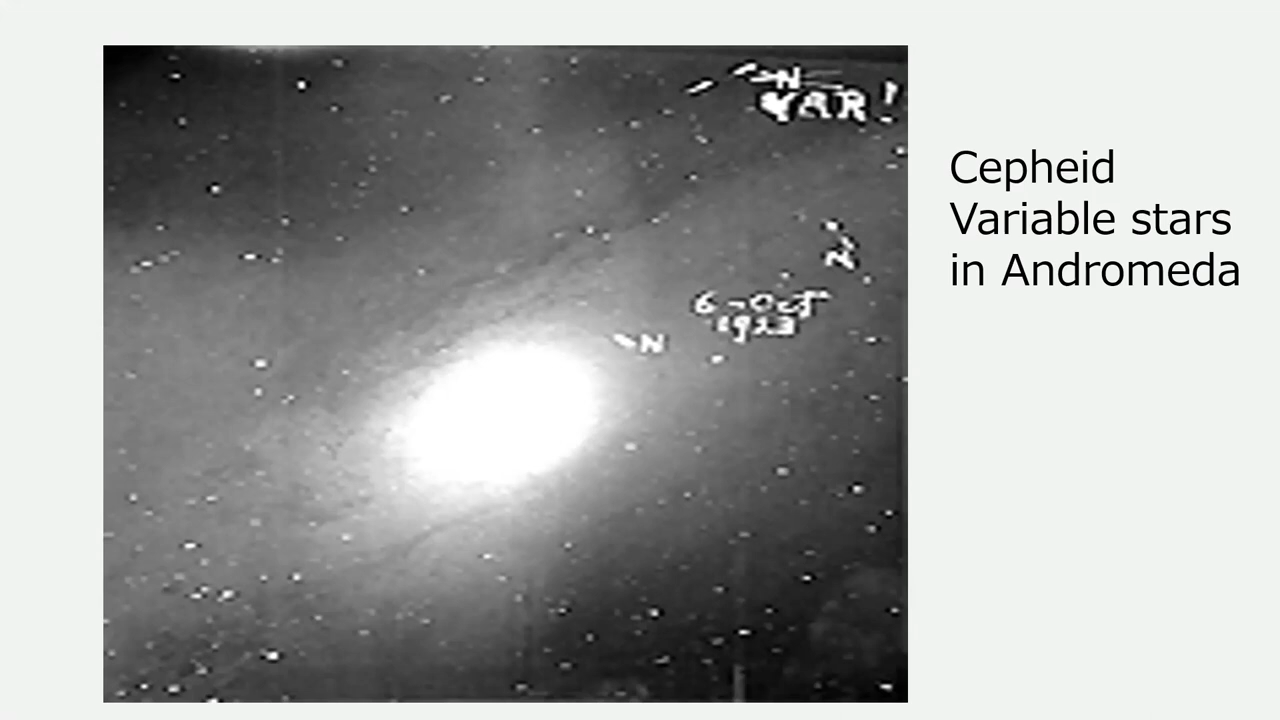 N
VAR!
N
6-Oct
1923
N
Cepheid
Variable stars
in Andromeda